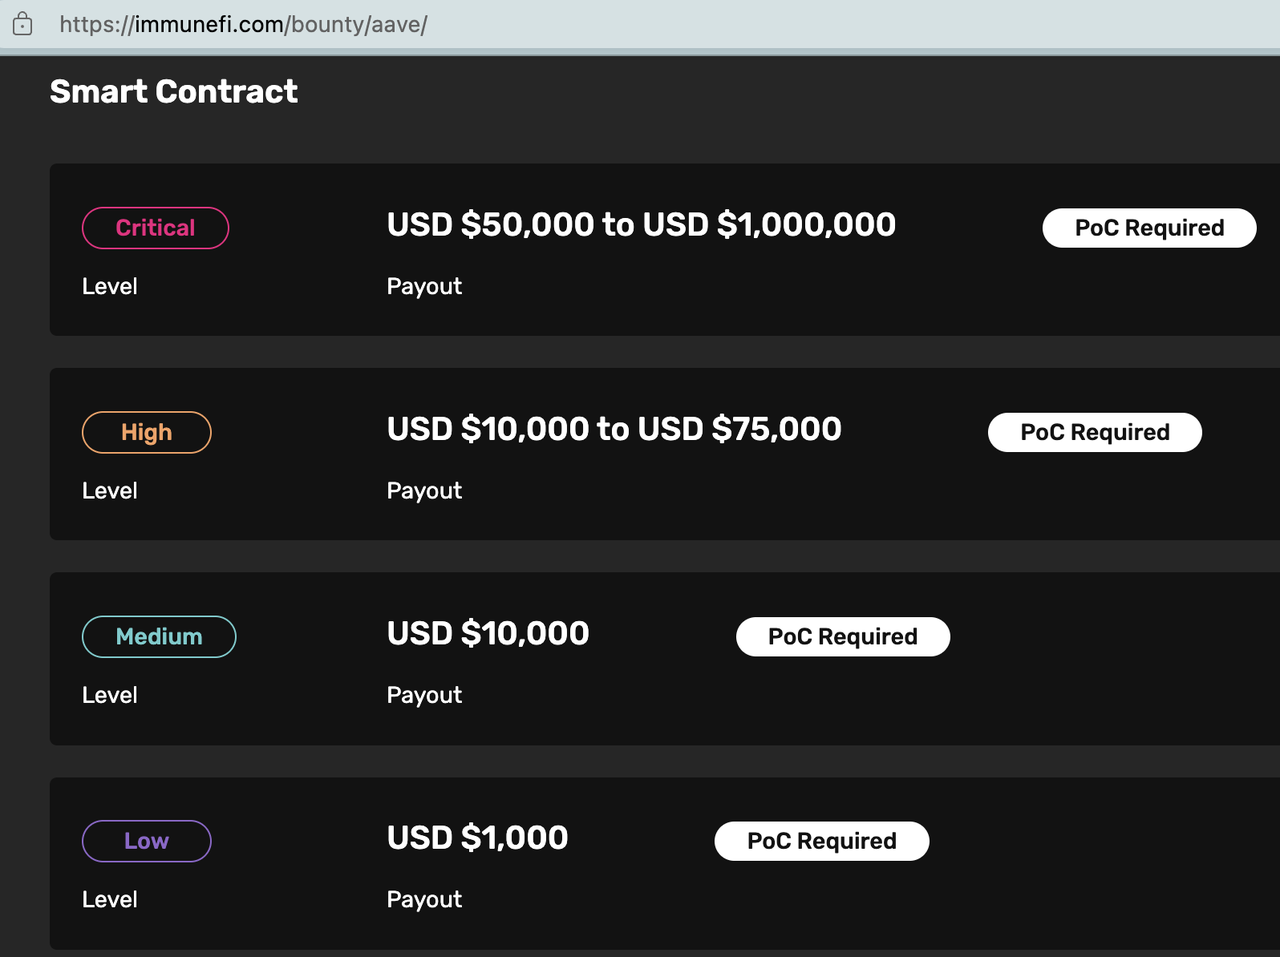 https://immunefi.com/bounty/aave/
Smart Contract
Critical USD $50,000 to USD $1,000,000 PoC Required
Level Payout
High USD $10,000 to USD $75,000 PoC Required
Level Payout
Medium USD $10,000 PoC Required
Level Payout
Low USD $1,000 PoC Required
Level Payout